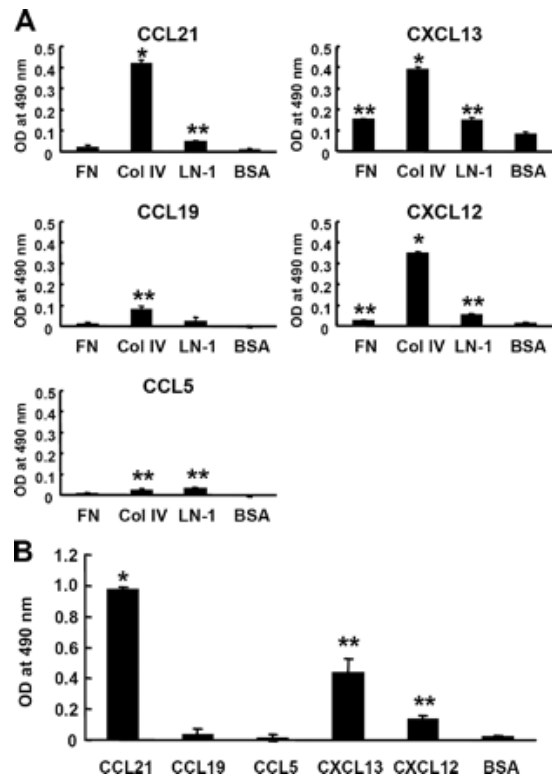 A
CCL21
OD at 490 nm
0.5
0.4
0.3
0.2
0.1
0
*
**
FN Col IV LN-1 BSA
CXCL13
OD at 490 nm
0.5
0.4
0.3
0.2
0.1
0
** * **
FN Col IV LN-1 BSA
CCL19
OD at 490 nm
0.5
0.4
0.3
0.2
0.1
0
**
FN Col IV LN-1 BSA
CXCL12
OD at 490 nm
0.5
0.4
0.3
0.2
0.1
0
** * **
FN Col IV LN-1 BSA
CCL5
OD at 490 nm
0.5
0.4
0.3
0.2
0.1
0
** **
FN Col IV LN-1 BSA
B
OD at 490 nm
1.2
1.0
0.8
0.6
0.4
0.2
0
* ** **
CCL21 CCL19 CCL5 CXCL13 CXCL12 BSA